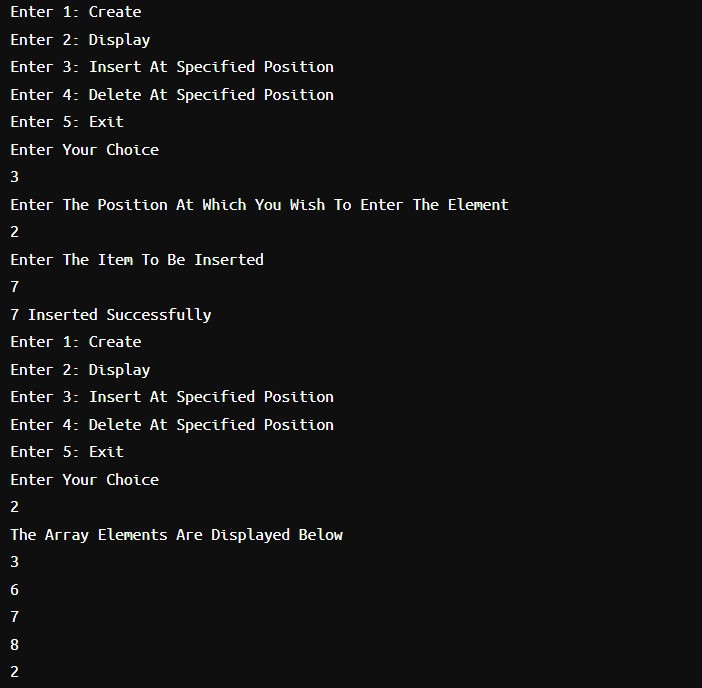 Enter 1: Create
Enter 2: Display
Enter 3: Insert At Specified Position
Enter 4: Delete At Specified Position
Enter 5: Exit
Enter Your Choice
3
Enter The Position At Which You Wish To Enter The Element
2
Enter The Item To Be Inserted
7
7 Inserted Successfully
Enter 1: Create
Enter 2: Display
Enter 3: Insert At Specified Position
Enter 4: Delete At Specified Position
Enter 5: Exit
Enter Your Choice
2
The Array Elements Are Displayed Below
3
6
7
8
2